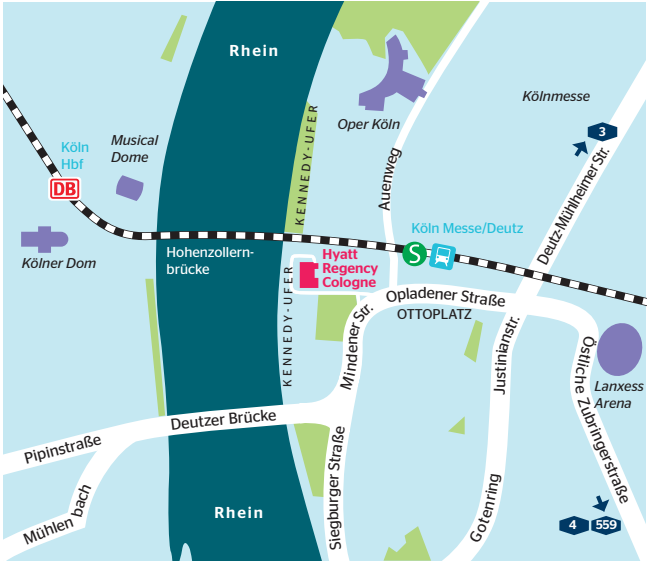 Rhein
Kölnmesse
Oper Köln
KENNEDY-UFER
3
Köln
Hbf
DB
Musical
Dome
Auenweg
Deutz-Mülheimer Str.
Köln Messe/Deutz
S
Kölner Dom
Hohenzollern-
brücke
Hyatt
Regency
Cologne
KENNEDY-UFER
Opladener Straße
OTTOPLATZ
Mindener Str.
Justinianstr.
Östliche Zubringerstraße
Lanxess
Arena
Deutzer Brücke
Pipinstraße
Siegburger Straße
Gotenring
Mühlenbach
Rhein
4
559